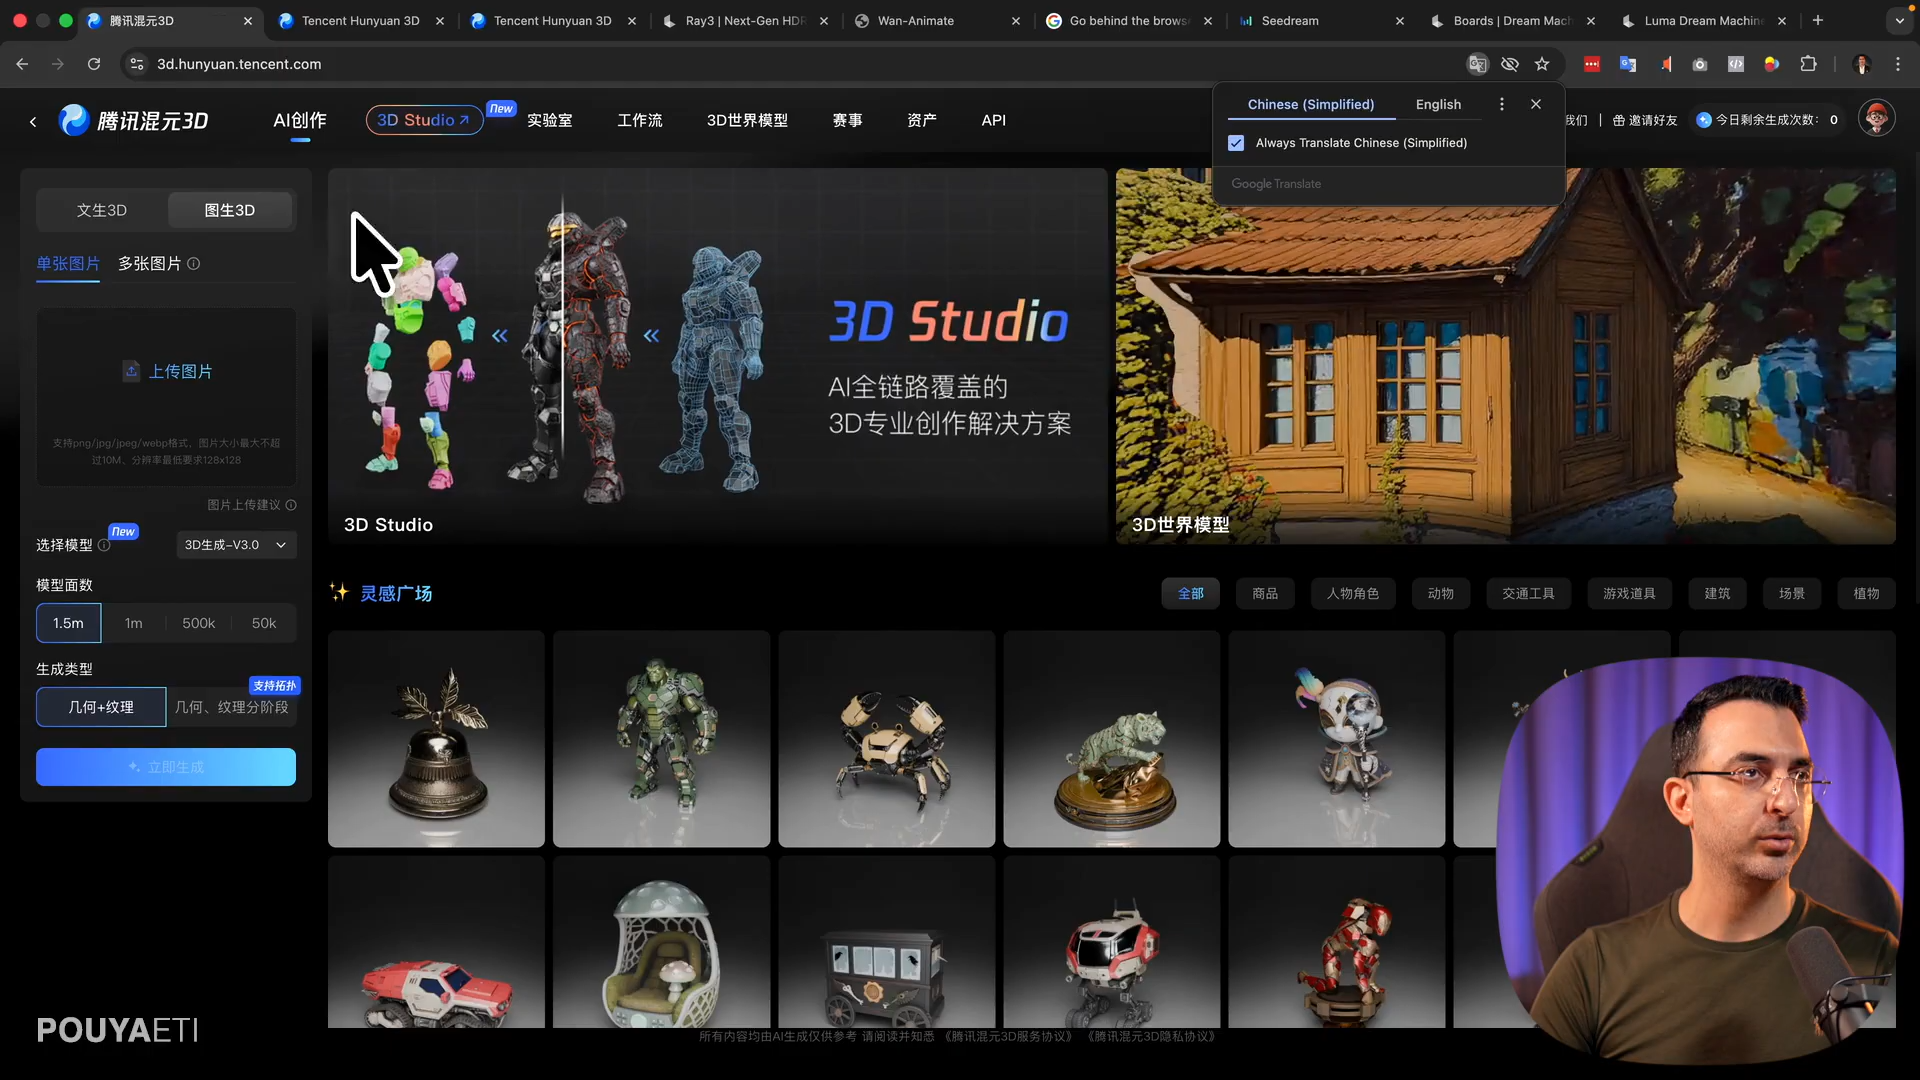 腾讯混元3D
Tencent Hunyuan 3D
Tencent Hunyuan 3D
Ray3 | Next-Gen HDR
Wan-Animate
Go behind the browse
Seedream
Boards | Dream Mach
Luma Dream Machin
3d.hunyuan.tencent.com
Chinese (Simplified)
English
Always Translate Chinese (Simplified)
Google Translate
腾讯混元3D
AI创作
3D Studio
New
实验室
工作流
3D世界模型
赛事
资产
API
我们
邀请好友
今日剩余生成次数: 0
文生3D
图生3D
单张图片
多张图片
上传图片
支持png/jpg/jpeg/webp格式，图片大小最大不超
过10M、分辨率最低要求128x128
图片上传建议
选择模型
New
3D生成-V3.0
模型面数
1.5m
1m
500k
50k
生成类型
支持拓扑
几何+纹理
几何、纹理分阶段
立即生成
3D Studio
AI全链路覆盖的
3D专业创作解决方案
3D Studio
3D世界模型
灵感广场
全部
商品
人物角色
动物
交通工具
游戏道具
建筑
场景
植物
所有内容均由AI生成仅供参考 请阅读并知悉 《腾讯混元3D服务协议》 《腾讯混元3D隐私协议》
POUYAETI